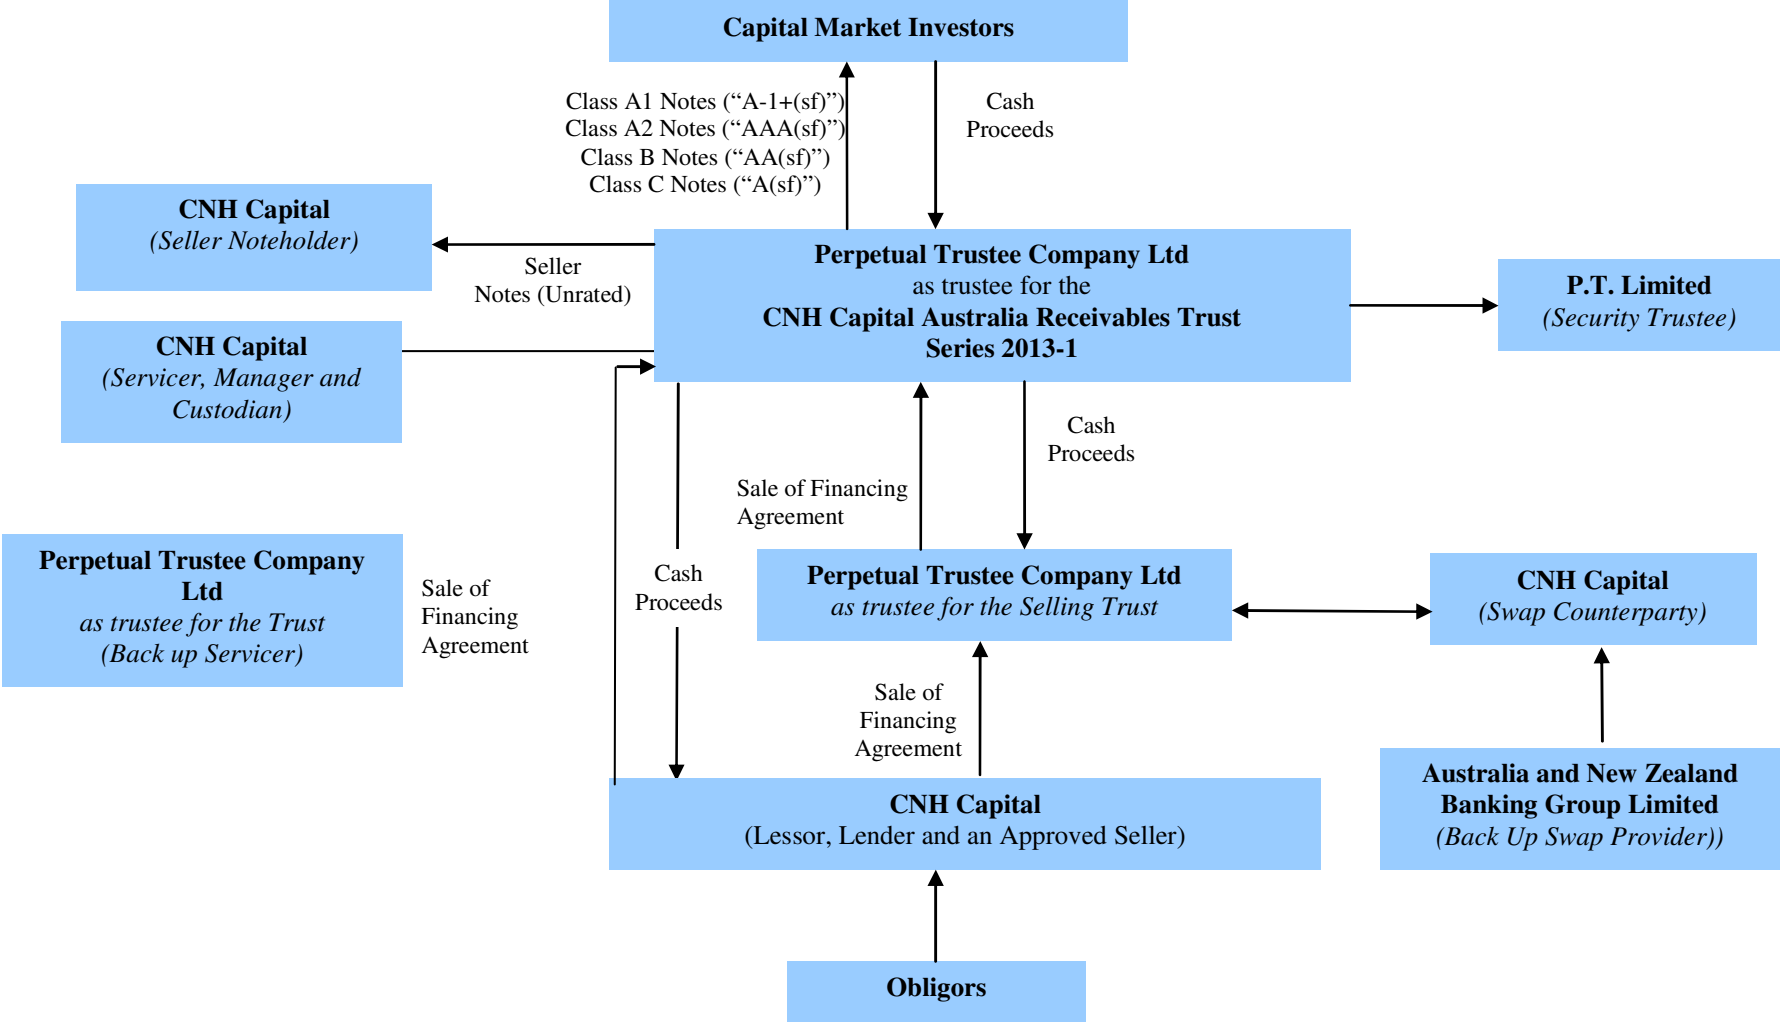 Capital Market Investors
Class A1 Notes (“A-1+(sf)”)
Class A2 Notes (“AAA(sf)”)
Class B Notes (“AA(sf)”)
Class C Notes (“A(sf)”)
Cash
Proceeds
CNH Capital
(Seller Noteholder)
Seller
Notes (Unrated)
Perpetual Trustee Company Ltd
as trustee for the
CNH Capital Australia Receivables Trust
Series 2013-1
P.T. Limited
(Security Trustee)
CNH Capital
(Servicer, Manager and
Custodian)
Cash
Proceeds
Sale of Financing
Agreement
Perpetual Trustee Company
Ltd
as trustee for the Trust
(Back up Servicer)
Sale of
Financing
Agreement
Cash
Proceeds
Perpetual Trustee Company Ltd
as trustee for the Selling Trust
CNH Capital
(Swap Counterparty)
Sale of
Financing
Agreement
Australia and New Zealand
Banking Group Limited
(Back Up Swap Provider))
CNH Capital
(Lessor, Lender and an Approved Seller)
Obligors